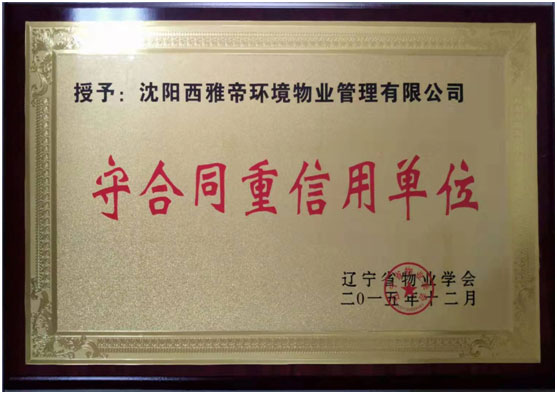 授予：沈阳西雅帝环境物业管理有限公司
守合同重信用单位
辽宁省物业学会
二〇一五年十二月